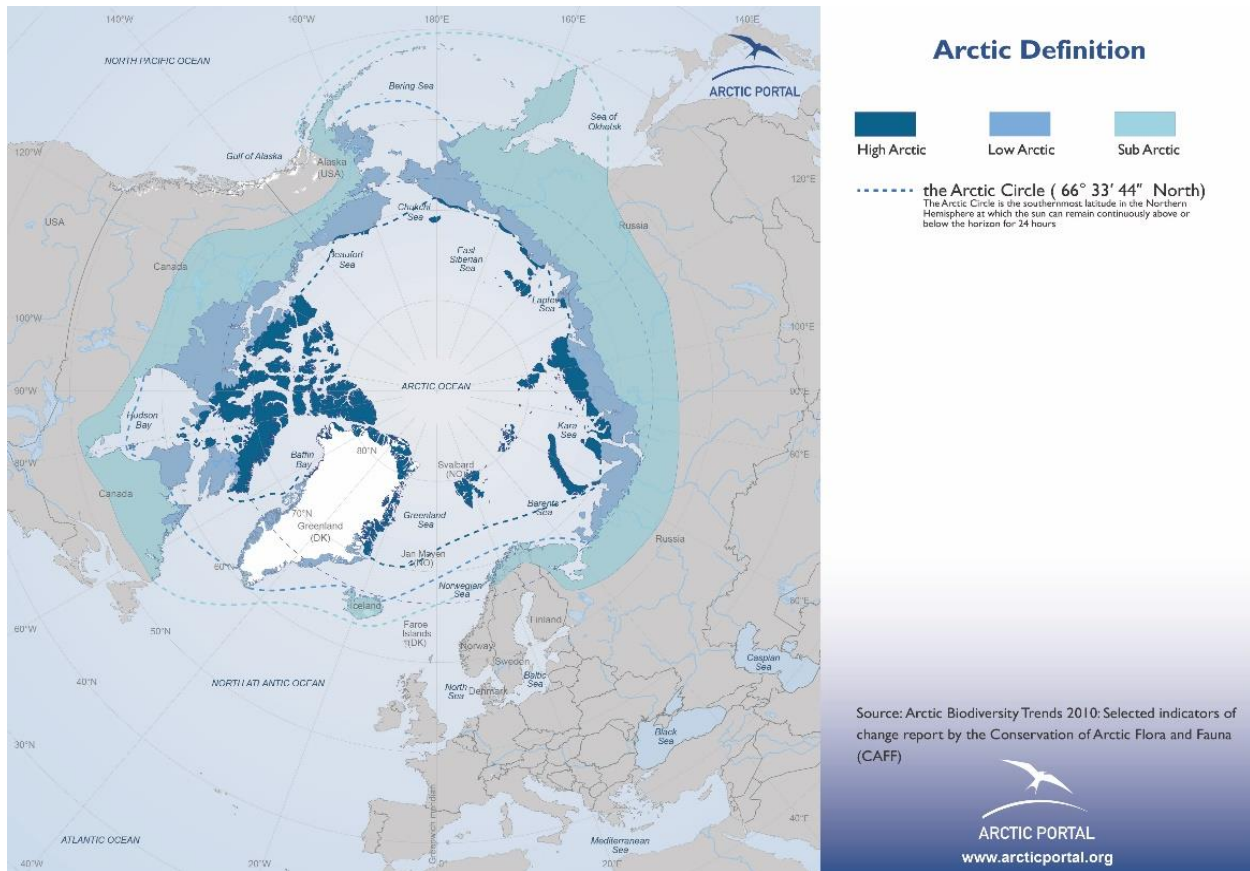 140°W
160°W
180°E
160°E
140°E
NORTH PACIFIC OCEAN
Bering Sea
ARCTIC PORTAL
Sea of
Okhotsk
120°W
Gulf of Alaska
Alaska
(USA)
120°E
USA
Chukchi
Sea
Russia
Canada
Beaufort
Sea
East
Siberian
Sea
Laptev
Sea
100°W
100°E
ARCTIC OCEAN
90°W
90°E
Hudson
Bay
Kara
Sea
Baffin
Bay
80°N
80°W
Svalbard
(NO)
80°E
Canada
70°N
Greenland
(DK)
Greenland
Sea
Barents
Sea
Russia
Jan Mayen
(NO)
60°N
Norwegian
Sea
Iceland
60°E
60°W
50°N
Faroe
Islands
(DK)
Finland
Norway
Sweden
Caspian
Sea
40°N
NORTH ATLANTIC OCEAN
North
Sea
Denmark
Baltic
Sea
30°N
Black
Sea
Greenwich meridian
40°E
ATLANTIC OCEAN
Mediterranean
Sea
40°W
20°W
0°
20°E
Arctic Definition
High Arctic
Low Arctic
Sub Arctic
the Arctic Circle ( 66° 33' 44" North)
The Arctic Circle is the southernmost latitude in the Northern
Hemisphere at which the sun can remain continuously above or
below the horizon for 24 hours
Source: Arctic Biodiversity Trends 2010: Selected indicators of
change report by the Conservation of Arctic Flora and Fauna
(CAFF)
ARCTIC PORTAL
www.arcticportal.org